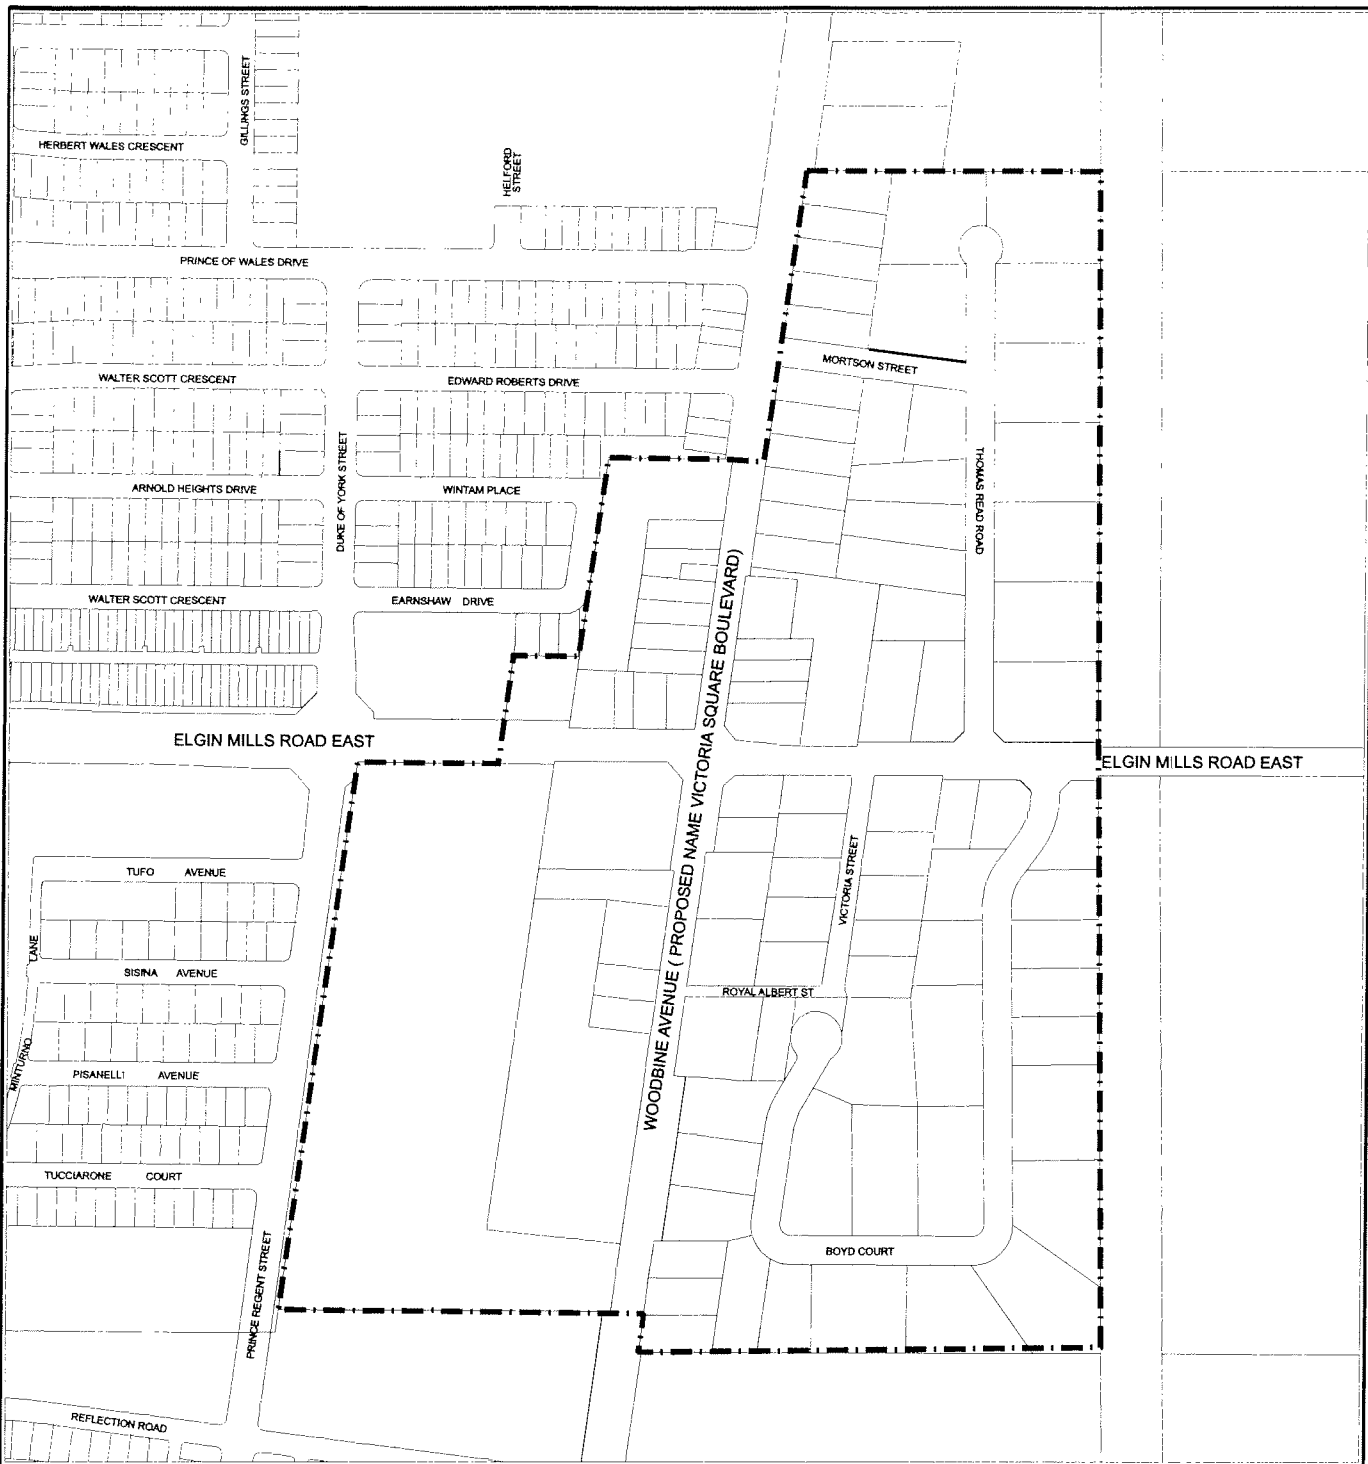 GILLINGS STREET
HERBERT WALES CRESCENT
HELFORD
STREET
PRINCE OF WALES DRIVE
MORTSON STREET
WALTER SCOTT CRESCENT
EDWARD ROBERTS DRIVE
DUKE OF YORK STREET
THOMAS READ ROAD
ARNOLD HEIGHTS DRIVE
WINTAM PLACE
WALTER SCOTT CRESCENT
EARNSHAW DRIVE
WOODBINE AVENUE ( PROPOSED NAME VICTORIA SQUARE BOULEVARD)
ELGIN MILLS ROAD EAST
ELGIN MILLS ROAD EAST
TUFO AVENUE
VICTORIA STREET
MINTURNO LANE
SISINA AVENUE
ROYAL ALBERT ST
PISANELLI AVENUE
TUCCIARONE COURT
BOYD COURT
PRINCE REGENT STREET
REFLECTION ROAD